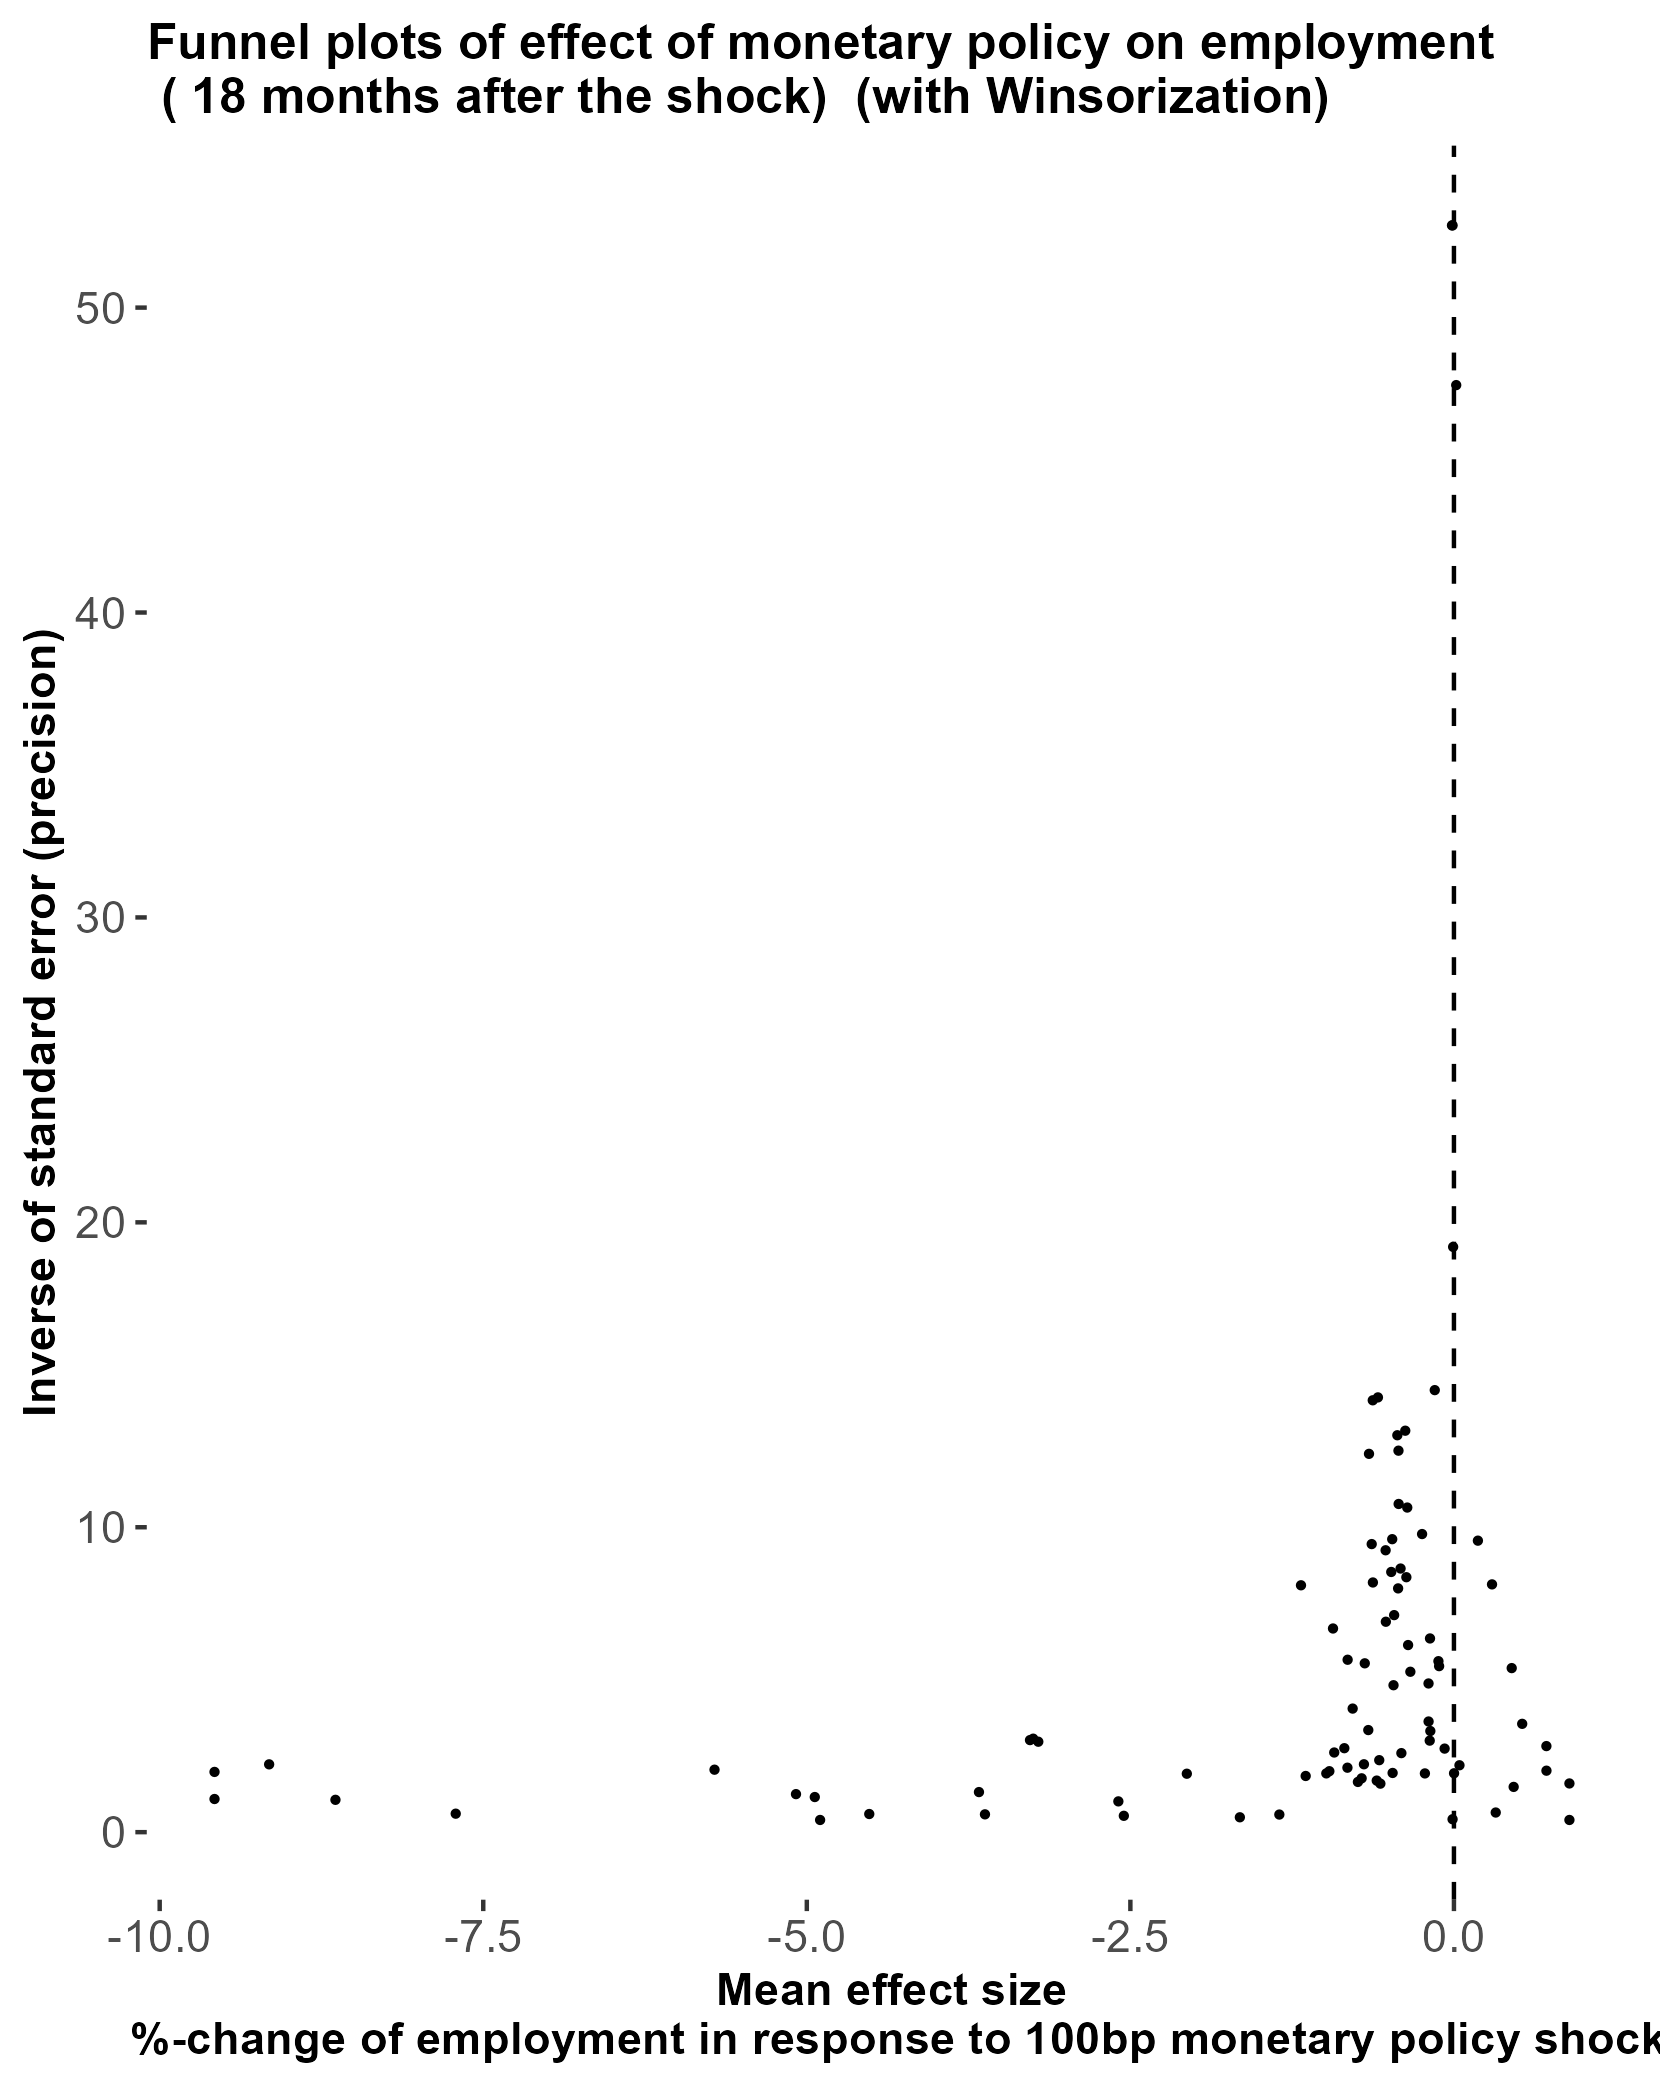 Funnel plots of effect of monetary policy on employment
( 18 months after the shock)  (with Winsorization)
Inverse of standard error (precision)
50
40
30
20
10
0
-10.0
-7.5
-5.0
-2.5
0.0
Mean effect size
%-change of employment in response to 100bp monetary policy shock